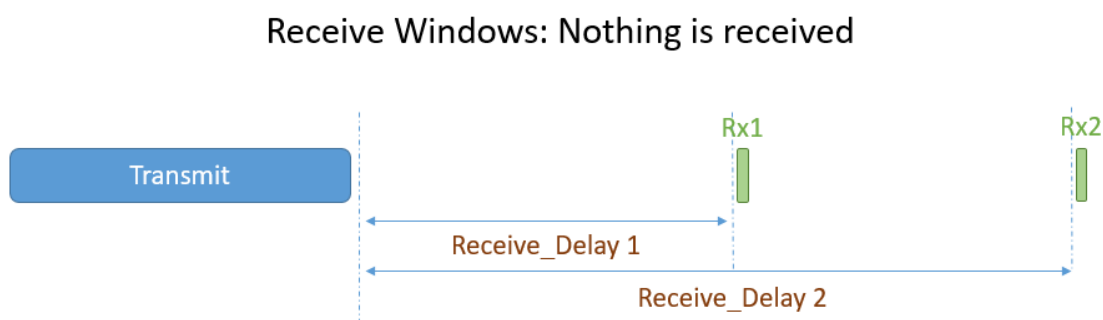 Receive Windows: Nothing is received
Rx1
Rx2
Transmit
Receive_Delay 1
Receive_Delay 2